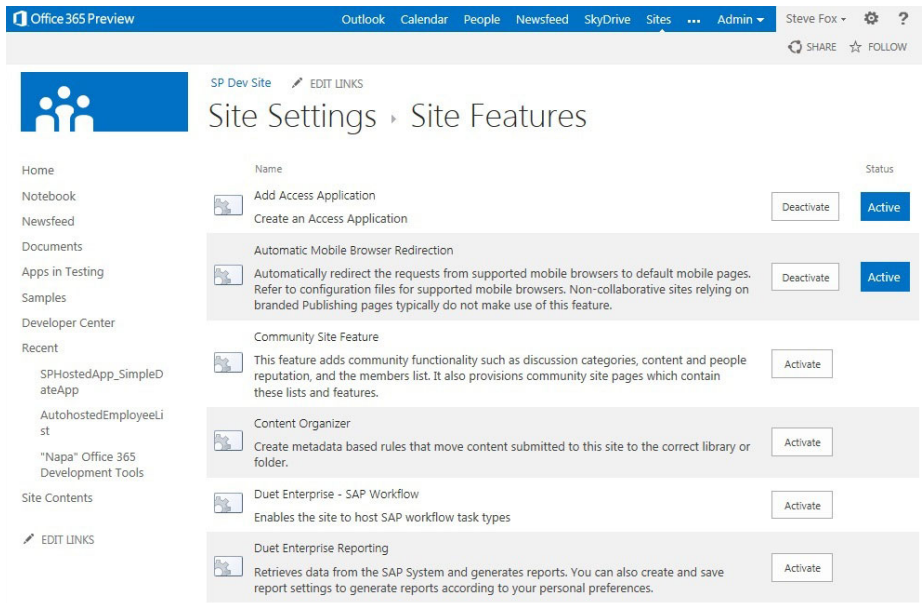 Office 365 Preview
Outlook Calendar People Newsfeed SkyDrive Sites ... Admin Steve Fox ?
SHARE FOLLOW
SP Dev Site EDIT LINKS
Site Settings Site Features
Home
Notebook
Newsfeed
Documents
Apps in Testing
Samples
Developer Center
Recent
SPHostedApp_SimpleD
ateApp
AutohostedEmployeeLi
st
"Napa" Office 365
Development Tools
Site Contents
EDIT LINKS
Name Status
Add Access Application
Create an Access Application
Deactivate Active
Automatic Mobile Browser Redirection
Automatically redirect the requests from supported mobile browsers to default mobile pages.
Refer to configuration files for supported mobile browsers. Non-collaborative sites relying on
branded Publishing pages typically do not make use of this feature.
Deactivate Active
Community Site Feature
This feature adds community functionality such as discussion categories, content and people
reputation, and the members list. It also provisions community site pages which contain
these lists and features.
Activate
Content Organizer
Create metadata based rules that move content submitted to this site to the correct library or
folder.
Activate
Duet Enterprise - SAP Workflow
Enables the site to host SAP workflow task types
Activate
Duet Enterprise Reporting
Retrieves data from the SAP System and generates reports. You can also create and save
report settings to generate reports according to your personal preferences.
Activate